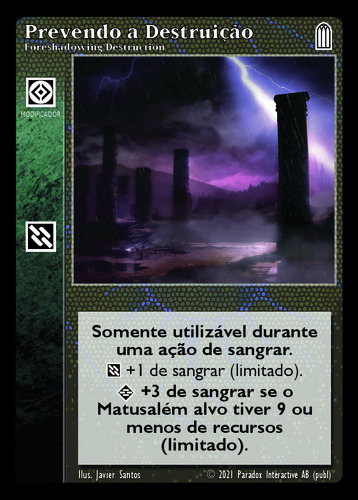 Prevendo a Destruição
Foreshadowing Destruction
MODIFICADOR
Somente utilizável durante
uma ação de sangrar.
+1 de sangrar (limitado).
+3 de sangrar se o
Matusalém alvo tiver 9 ou
menos de recursos
(limitado).
Ilus. Javier Santos
© 2021 Paradox Interactive AB (publ)